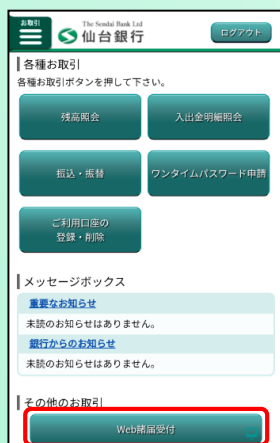 お取引
The Sendai Bank Ltd
仙台銀行
ログアウト
各種お取引
各種お取引ボタンを押して下さい。
残高照会
入出金明細照会
振込・振替
ワンタイムパスワード申請
ご利用口座の
登録・削除
メッセージボックス
重要なお知らせ
未読のお知らせはありません。
銀行からのお知らせ
未読のお知らせはありません。
その他のお取引
Web諸届受付